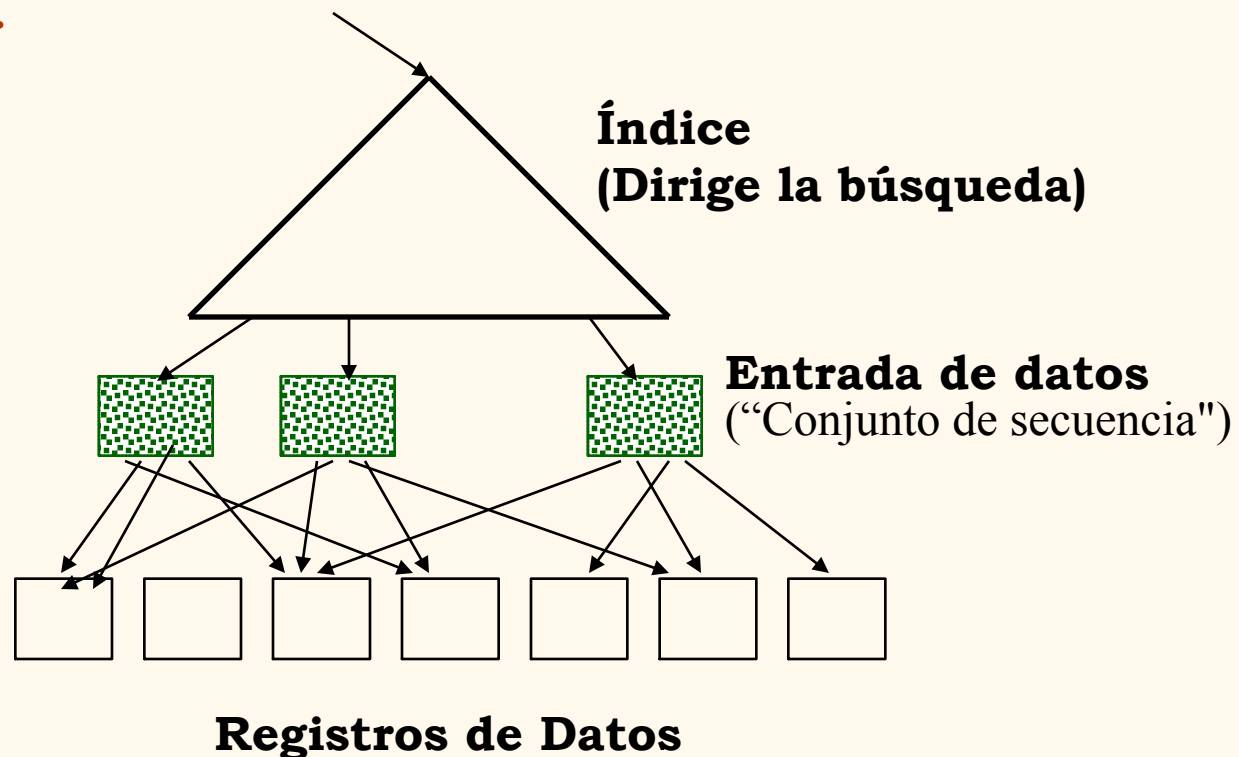 Índice
(Dirige la búsqueda)
Entrada de datos
(“Conjunto de secuencia")
Registros de Datos